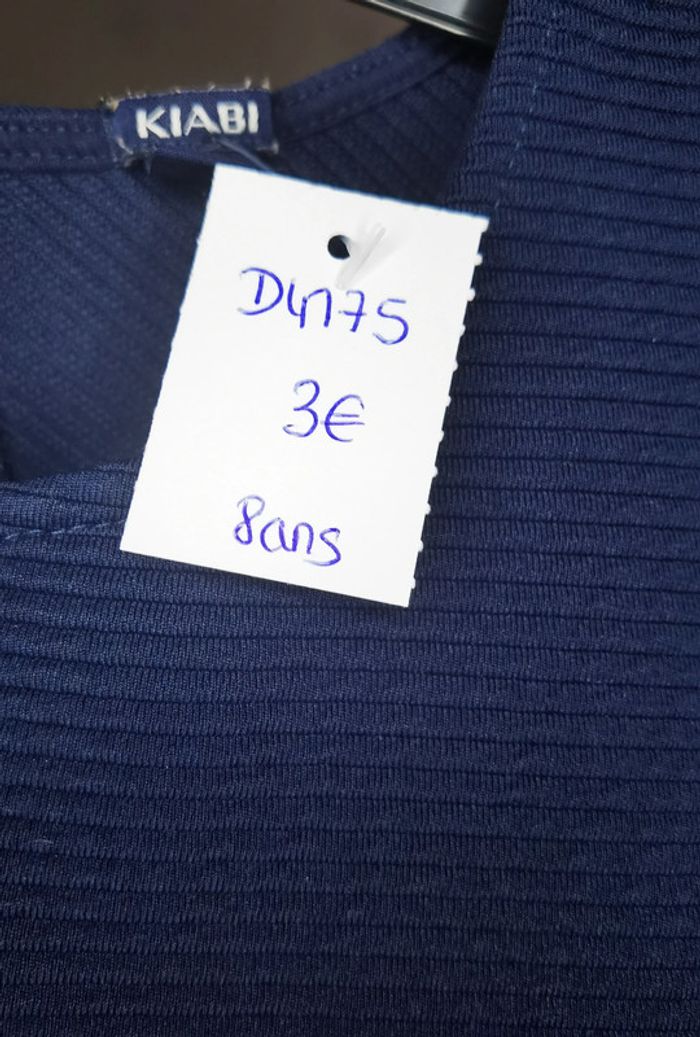 KIABI
D4175
3€
8ans